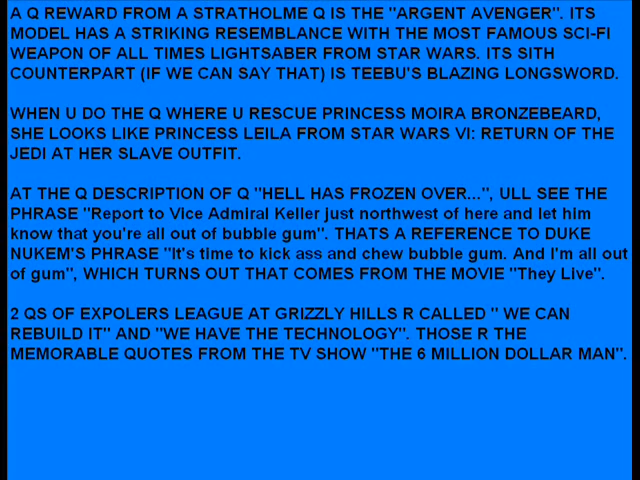 A Q REWARD FROM A STRATHOLME Q IS THE "ARGENT AVENGER". ITS
MODEL HAS A STRIKING RESEMBLANCE WITH THE MOST FAMOUS SCI-FI
WEAPON OF ALL TIMES LIGHTSABER FROM STAR WARS. ITS SITH
COUNTERPART (IF WE CAN SAY THAT) IS TEEBU'S BLAZING LONGSWORD.
WHEN U DO THE Q WHERE U RESCUE PRINCESS MOIRA BRONZEBEARD,
SHE LOOKS LIKE PRINCESS LEILA FROM STAR WARS VI: RETURN OF THE
JEDI AT HER SLAVE OUTFIT.
AT THE Q DESCRIPTION OF Q "HELL HAS FROZEN OVER...", ULL SEE THE
PHRASE "Report to Vice Admiral Keller just northwest of here and let him
know that you're all out of bubble gum". THATS A REFERENCE TO DUKE
NUKEM'S PHRASE "It's time to kick ass and chew bubble gum. And I'm all out
of gum", WHICH TURNS OUT THAT COMES FROM THE MOVIE "They Live".
2 QS OF EXPOLERS LEAGUE AT GRIZZLY HILLS R CALLED " WE CAN
REBUILD IT" AND "WE HAVE THE TECHNOLOGY". THOSE R THE
MEMORABLE QUOTES FROM THE TV SHOW "THE 6 MILLION DOLLAR MAN".